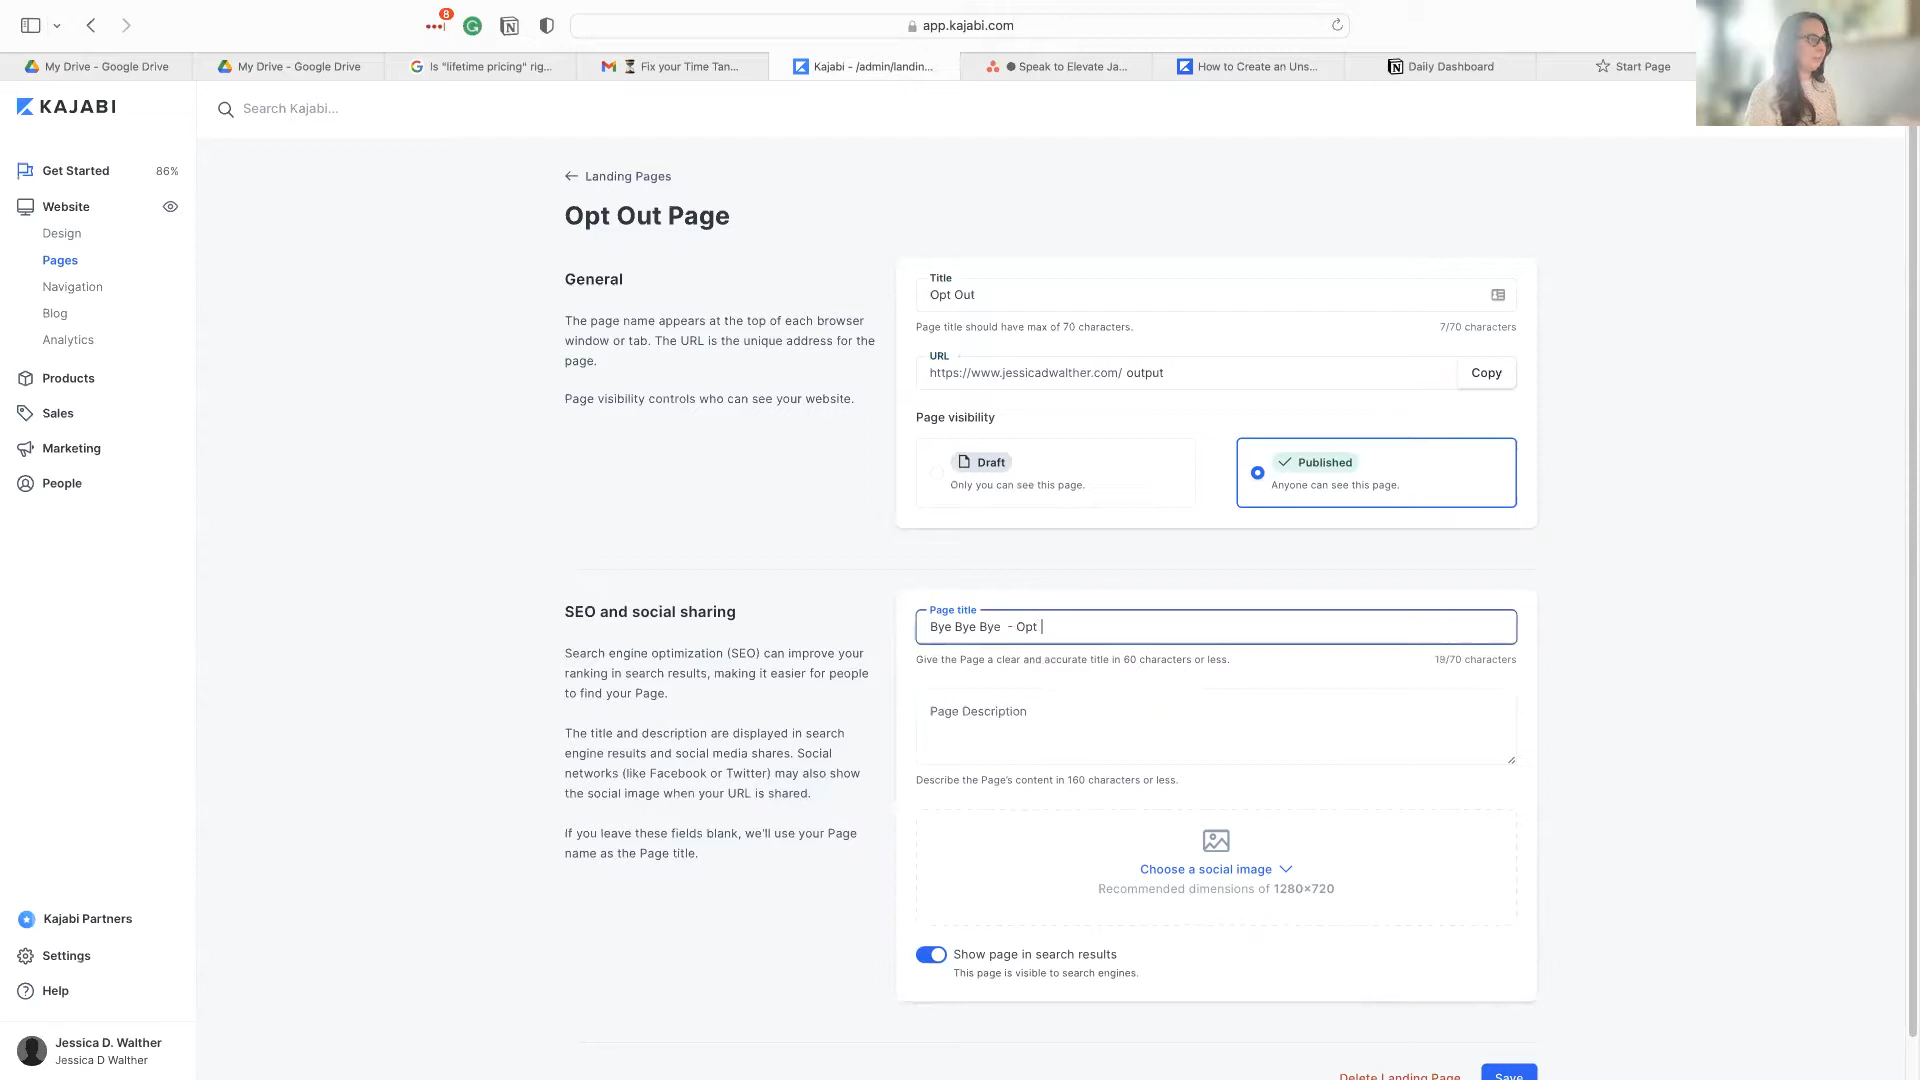 8
app.kajabi.com
My Drive - Google Drive
My Drive - Google Drive
Is "lifetime pricing" rig...
Fix your Time Tan...
Kajabi - /admin/landin...
Speak to Elevate Ja...
How to Create an Uns...
Daily Dashboard
Start Page
KAJABI
Search Kajabi...
Get Started 86%
Website
Design
Pages
Navigation
Blog
Analytics
Products
Sales
Marketing
People
Kajabi Partners
Settings
Help
Jessica D. Walther
Jessica D Walther
Landing Pages
Opt Out Page
General
The page name appears at the top of each browser
window or tab. The URL is the unique address for the
page.
Page visibility controls who can see your website.
Title
Opt Out
Page title should have max of 70 characters.
7/70 characters
URL
https://www.jessicadwalther.com/ output
Copy
Page visibility
Draft
Only you can see this page.
Published
Anyone can see this page.
SEO and social sharing
Search engine optimization (SEO) can improve your
ranking in search results, making it easier for people
to find your Page.
The title and description are displayed in search
engine results and social media shares. Social
networks (like Facebook or Twitter) may also show
the social image when your URL is shared.
If you leave these fields blank, we'll use your Page
name as the Page title.
Page title
Bye Bye Bye - Opt
Give the Page a clear and accurate title in 60 characters or less.
19/70 characters
Page Description
Describe the Page's content in 160 characters or less.
Choose a social image
Recommended dimensions of 1280×720
Show page in search results
This page is visible to search engines.
Delete Landing Page
Save